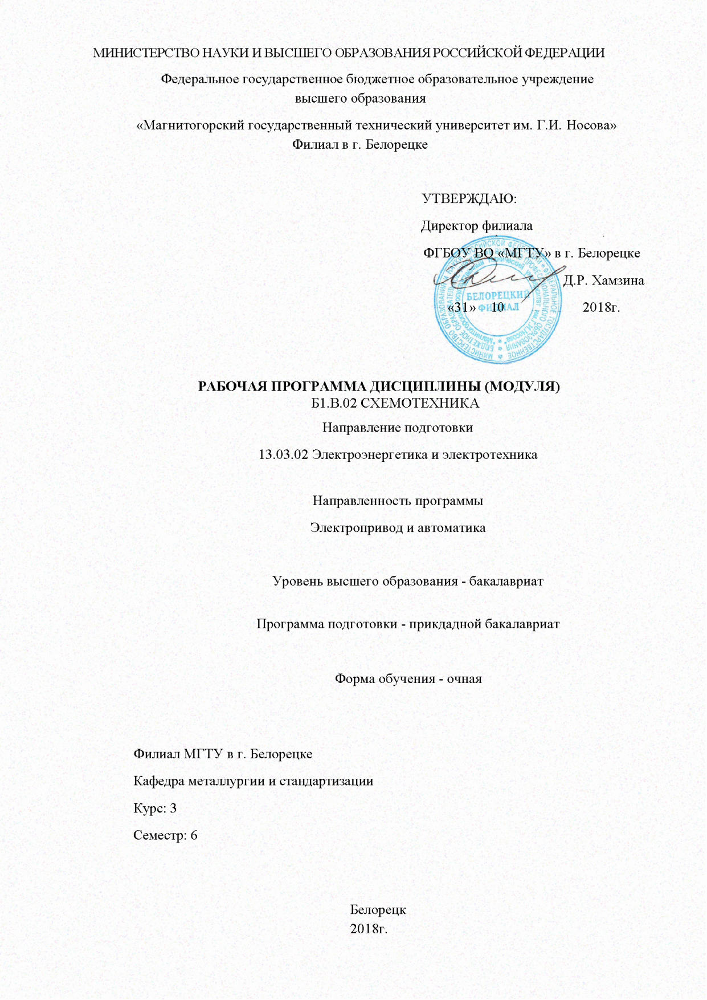 МИНИСТЕРСТВО НАУКИ И ВЫСШЕГО ОБРАЗОВАНИЯ РОССИЙСКОЙ ФЕДЕРАЦИИ
Федеральное государственное бюджетное образовательное учреждение
высшего образования
«Магнитогорский государственный технический университет им. Г.И. Носова»
Филиал в г. Белорецке
УТВЕРЖДАЮ:
Директор филиала
ФГБОУ ВО «МГТУ» в г. Белорецке
Д.Р. Хамзина
БЕЛОРЕЦКИЙ
ФИЛИАЛ
«31» 10 2018г.
РАБОЧАЯ ПРОГРАММА ДИСЦИПЛИНЫ (МОДУЛЯ)
Б1.В.02 СХЕМОТЕХНИКА
Направление подготовки
13.03.02 Электроэнергетика и электротехника
Направленность программы
Электропривод и автоматика
Уровень высшего образования - бакалавриат
Программа подготовки - прикдадной бакалавриат
Форма обучения - очная
Филиал МГТУ в г. Белорецке
Кафедра металлургии и стандартизации
Курс: 3
Семестр: 6
Белорецк
2018г.